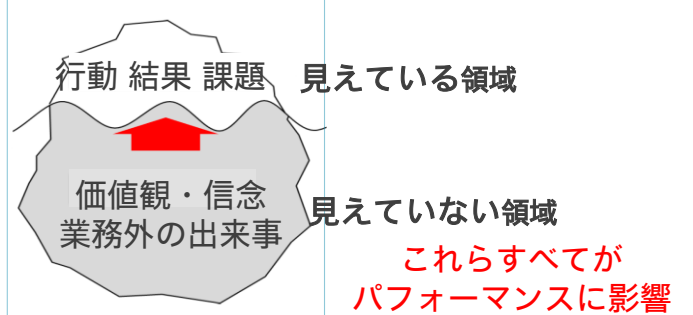 行動 結果 課題
見えている領域
価値観・信念
業務外の出来事
見えていない領域
これらすべてが
パフォーマンスに影響